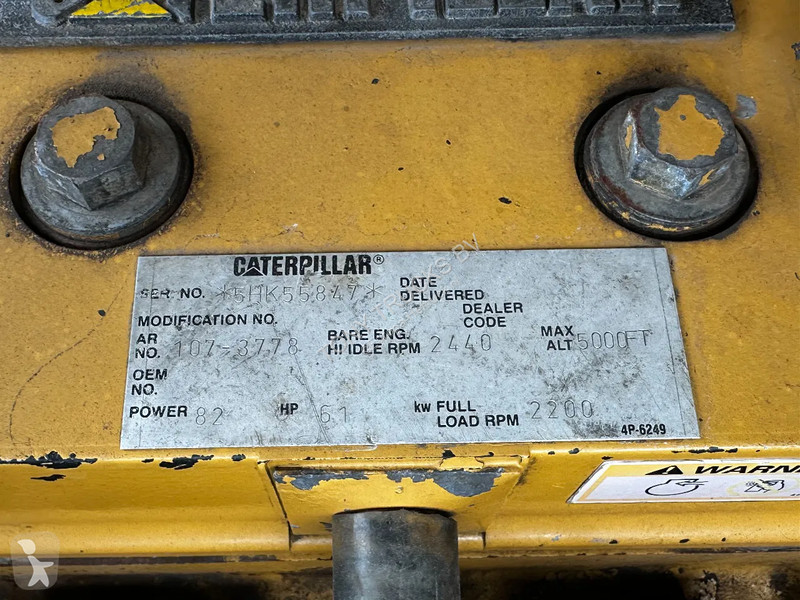 CATERPILLAR®
SER. NO. *5HK55847* DATE DELIVERED
MODIFICATION NO. DEALER CODE
AR NO. 107-3778 BARE ENG. HI IDLE RPM 2440 MAX ALT 5000FT
OEM NO.
POWER 82 HP 61 kW FULL LOAD RPM 2200
4P-6249
WARN